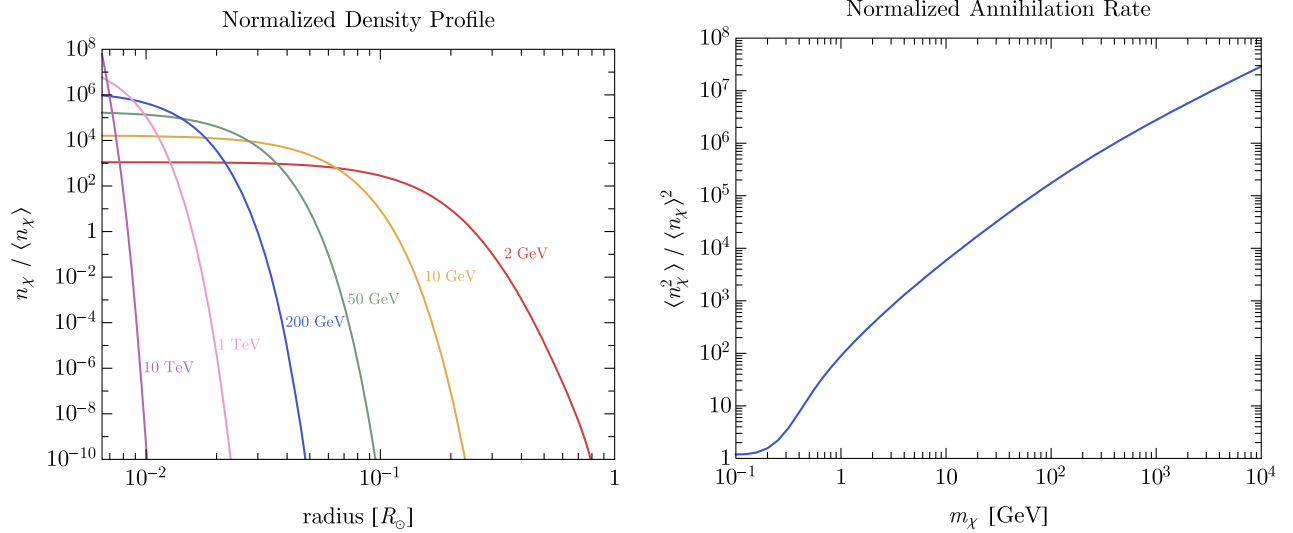 Normalized Density Profile
n_χ / ⟨n_χ⟩
10^8
10^6
10^4
10^2
1
10^−2
10^−4
10^−6
10^−8
10^−10
2 GeV
10 GeV
50 GeV
200 GeV
1 TeV
10 TeV
10^−2
10^−1
1
radius [R_⊙]
Normalized Annihilation Rate
⟨n_χ^2⟩ / ⟨n_χ⟩^2
10^8
10^7
10^6
10^5
10^4
10^3
10^2
10
1
10^−1
1
10
10^2
10^3
10^4
m_χ [GeV]